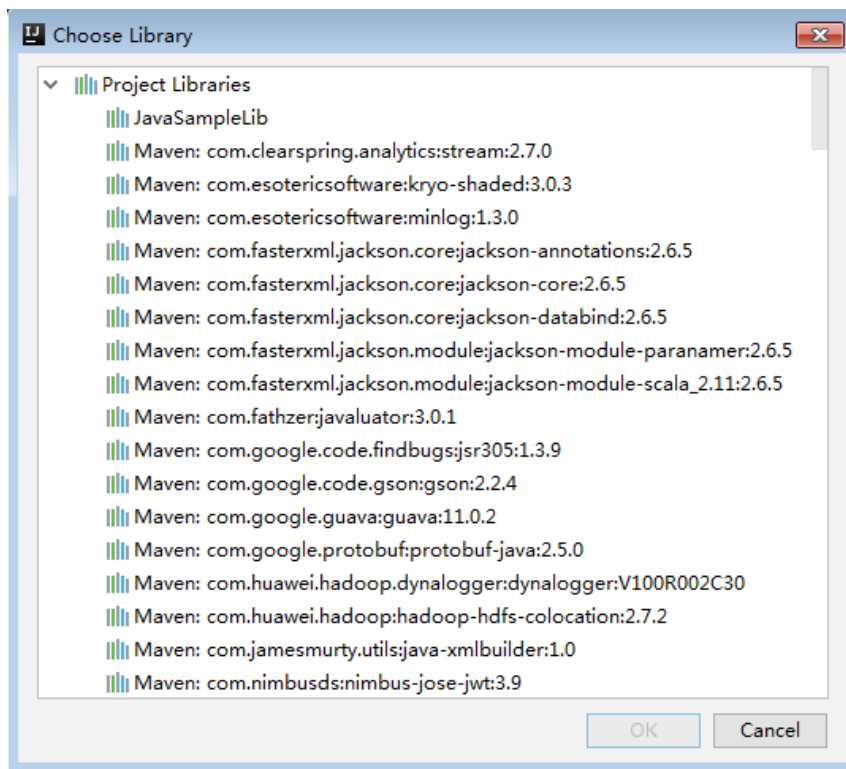 IJ Choose Library
Project Libraries
JavaSampleLib
Maven: com.clearspring.analytics:stream:2.7.0
Maven: com.esotericsoftware:kryo-shaded:3.0.3
Maven: com.esotericsoftware:minlog:1.3.0
Maven: com.fasterxml.jackson.core:jackson-annotations:2.6.5
Maven: com.fasterxml.jackson.core:jackson-core:2.6.5
Maven: com.fasterxml.jackson.core:jackson-databind:2.6.5
Maven: com.fasterxml.jackson.module:jackson-module-paranamer:2.6.5
Maven: com.fasterxml.jackson.module:jackson-module-scala_2.11:2.6.5
Maven: com.fathzer:javaluator:3.0.1
Maven: com.google.code.findbugs:jsr305:1.3.9
Maven: com.google.code.gson:gson:2.2.4
Maven: com.google.guava:guava:11.0.2
Maven: com.google.protobuf:protobuf-java:2.5.0
Maven: com.huawei.hadoop.dynalogger:dynalogger:V100R002C30
Maven: com.huawei.hadoop:hadoop-hdfs-colocation:2.7.2
Maven: com.jamesmurty.utils:java-xmlbuilder:1.0
Maven: com.nimbusds:nimbus-jose-jwt:3.9
OK Cancel